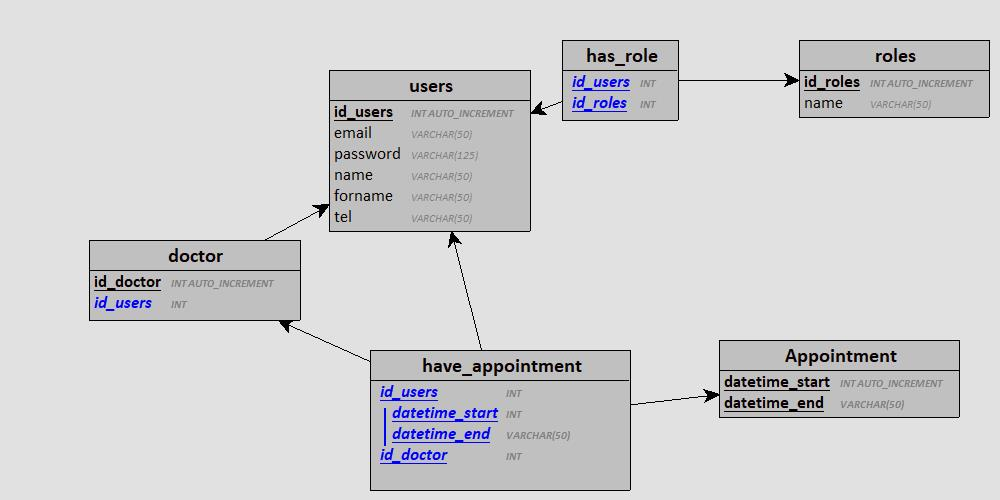 has_role
id_users INT
id_roles INT
roles
id_roles INT AUTO_INCREMENT
name VARCHAR(50)
users
id_users INT AUTO_INCREMENT
email VARCHAR(50)
password VARCHAR(125)
name VARCHAR(50)
forname VARCHAR(50)
tel VARCHAR(50)
doctor
id_doctor INT AUTO_INCREMENT
id_users INT
have_appointment
id_users INT
datetime_start INT
datetime_end VARCHAR(50)
id_doctor INT
Appointment
datetime_start INT AUTO_INCREMENT
datetime_end VARCHAR(50)